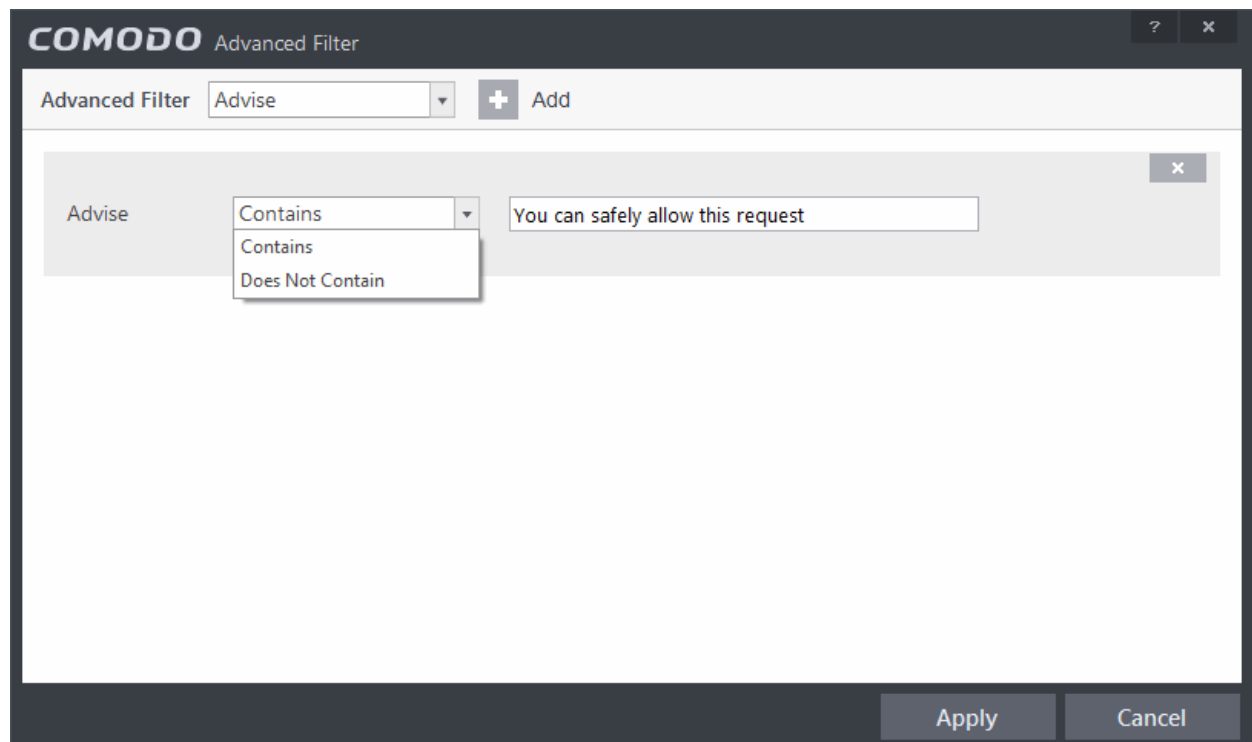 COMODO Advanced Filter ? ×
Advanced Filter Advise Add
Advise Contains You can safely allow this request
Contains
Does Not Contain
Apply Cancel